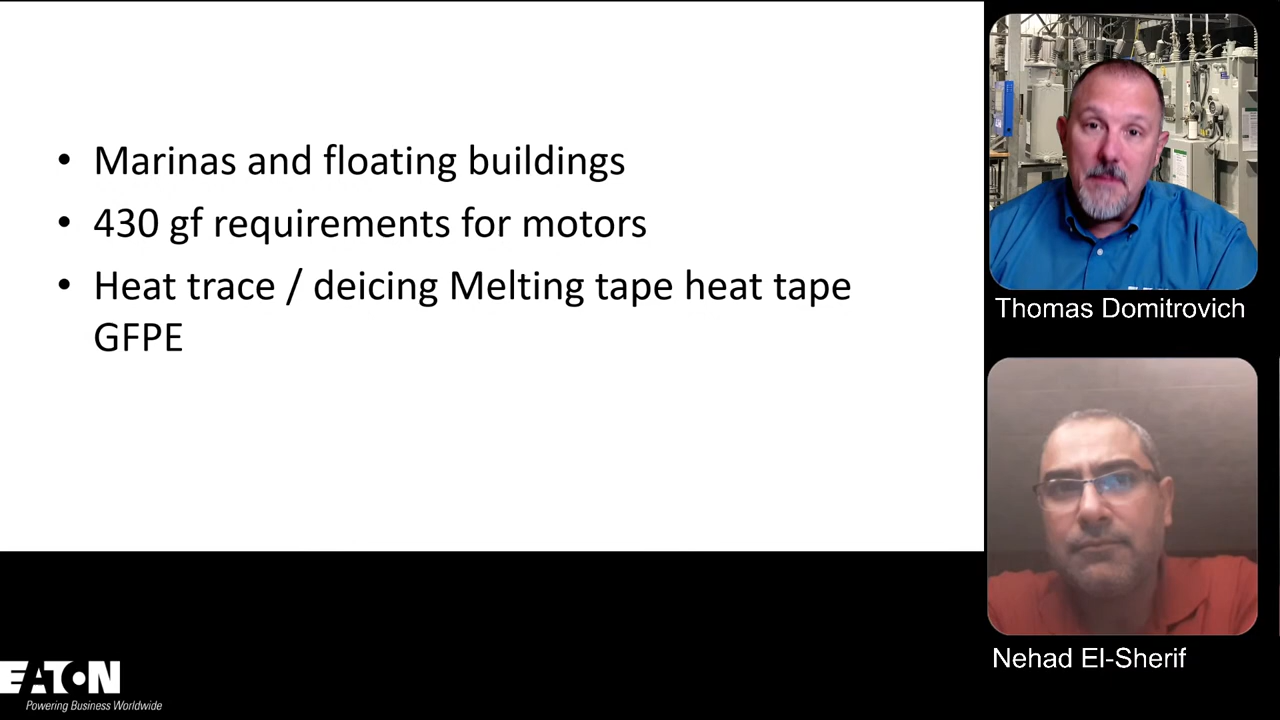 • Marinas and floating buildings
• 430 gf requirements for motors
• Heat trace / deicing Melting tape heat tape
GFPE
Thomas Domitrovich
Nehad El-Sherif
EATON
Powering Business Worldwide